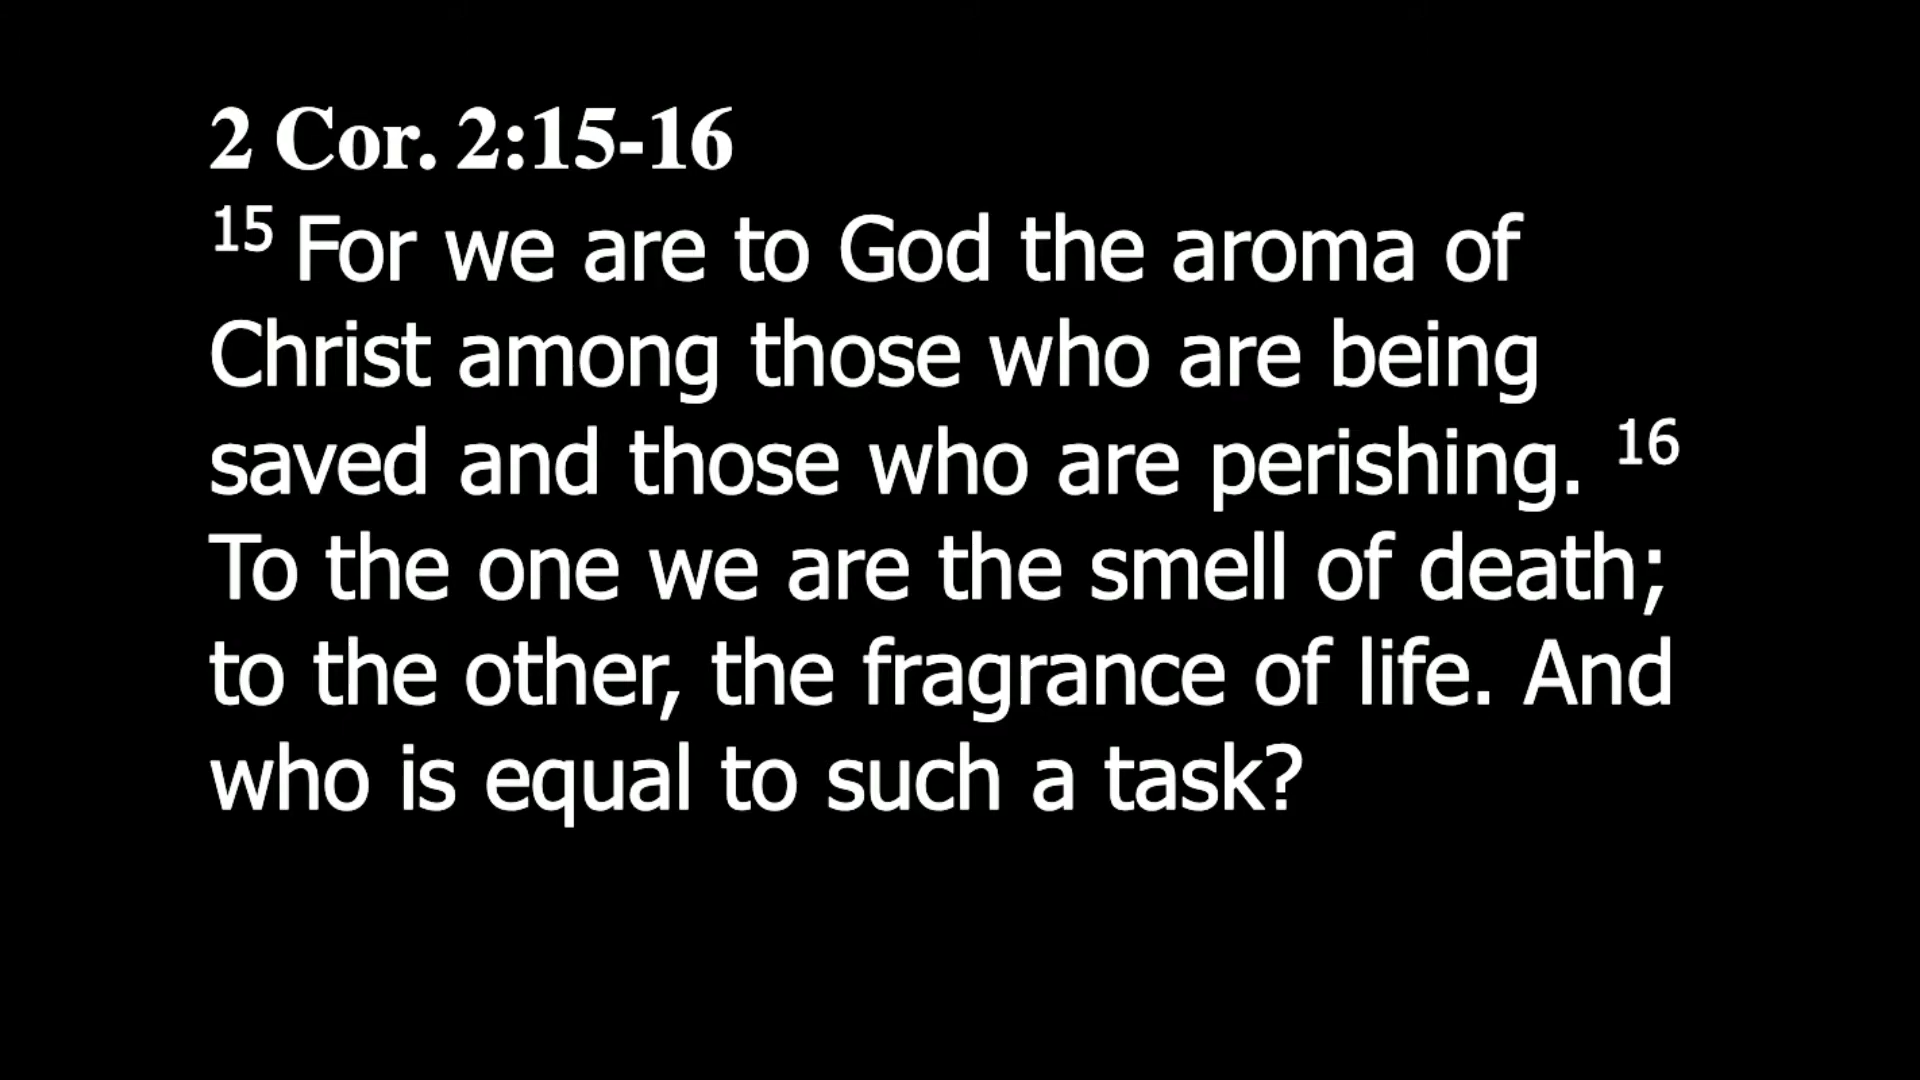 2 Cor. 2:15-16
15 For we are to God the aroma of
Christ among those who are being
saved and those who are perishing. 16
To the one we are the smell of death;
to the other, the fragrance of life. And
who is equal to such a task?